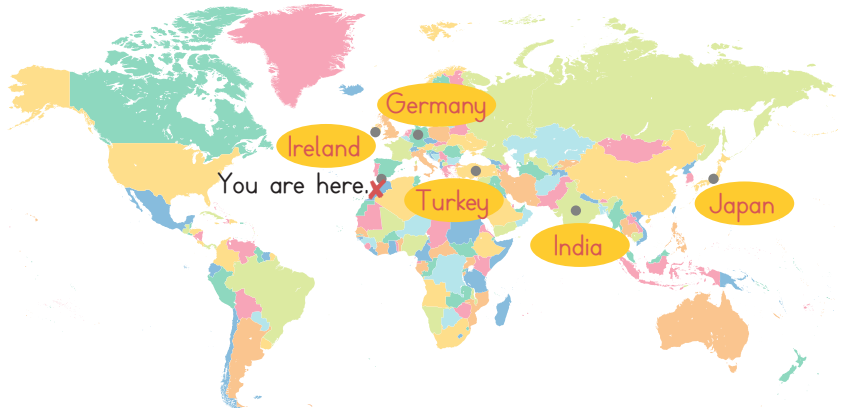 Germany
Ireland
You are here.
Turkey
Japan
India